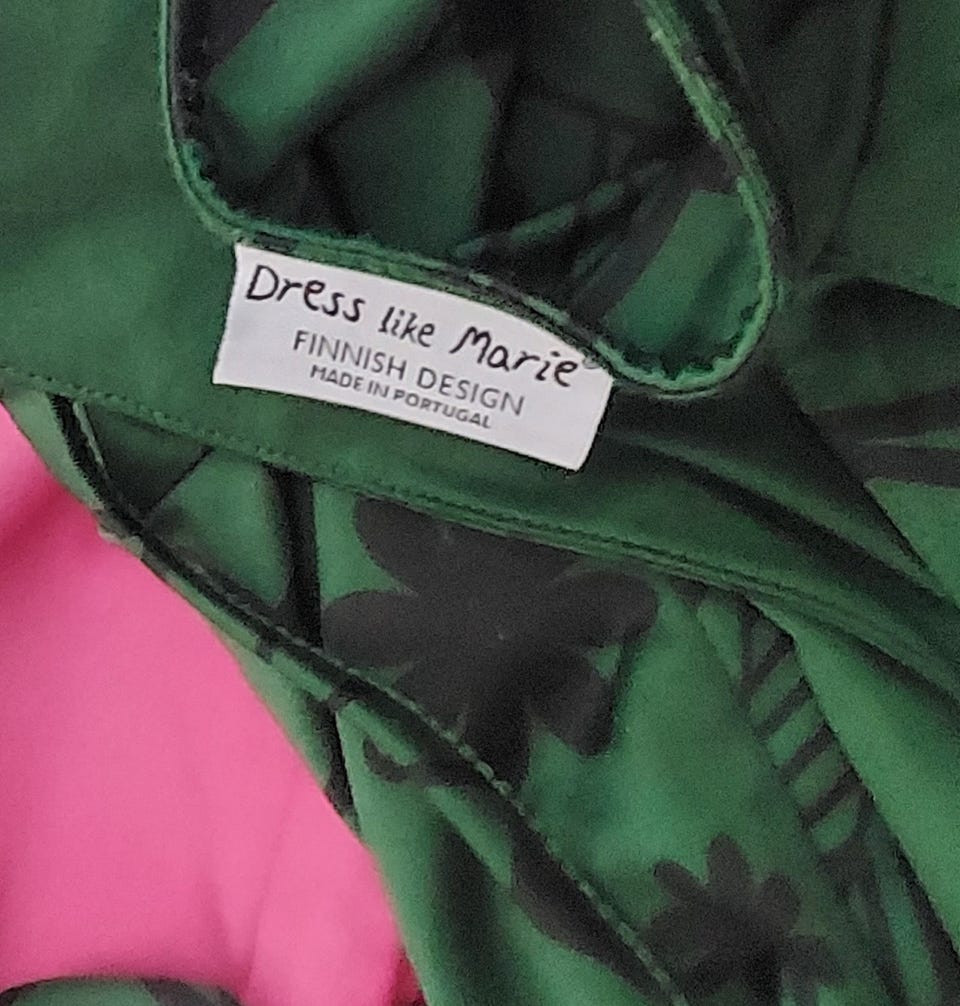 Dress like Marie
FINNISH DESIGN
MADE IN PORTUGAL